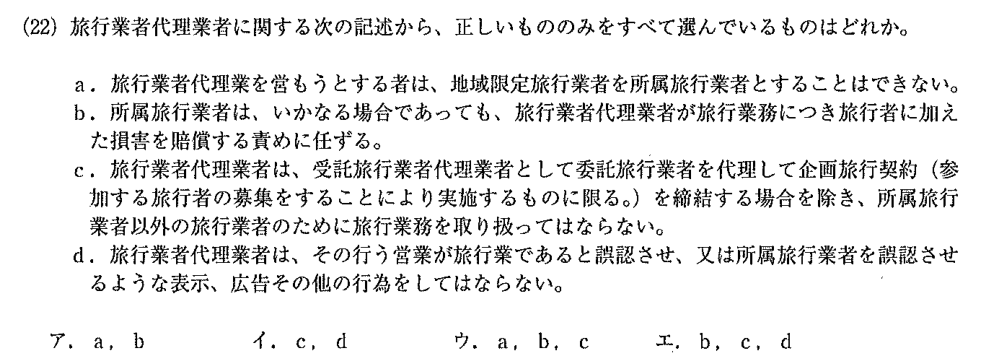 (22) 旅行業者代理業者に関する次の記述から、正しいもののみをすべて選んでいるものはどれか。
a．旅行業者代理業を営もうとする者は、地域限定旅行業者を所属旅行業者とすることはできない。
b．所属旅行業者は、いかなる場合であっても、旅行業者代理業者が旅行業務につき旅行者に加え
た損害を賠償する責めに任ずる。
c．旅行業者代理業者は、受託旅行業者代理業者として委託旅行業者を代理して企画旅行契約（参
加する旅行者の募集をすることにより実施するものに限る。）を締結する場合を除き、所属旅行
業者以外の旅行業者のために旅行業務を取り扱ってはならない。
d．旅行業者代理業者は、その行う営業が旅行業であると誤認させ、又は所属旅行業者を誤認させ
るような表示、広告その他の行為をしてはならない。
ア．a，b　イ．c，d　ウ．a，b，c　エ．b，c，d